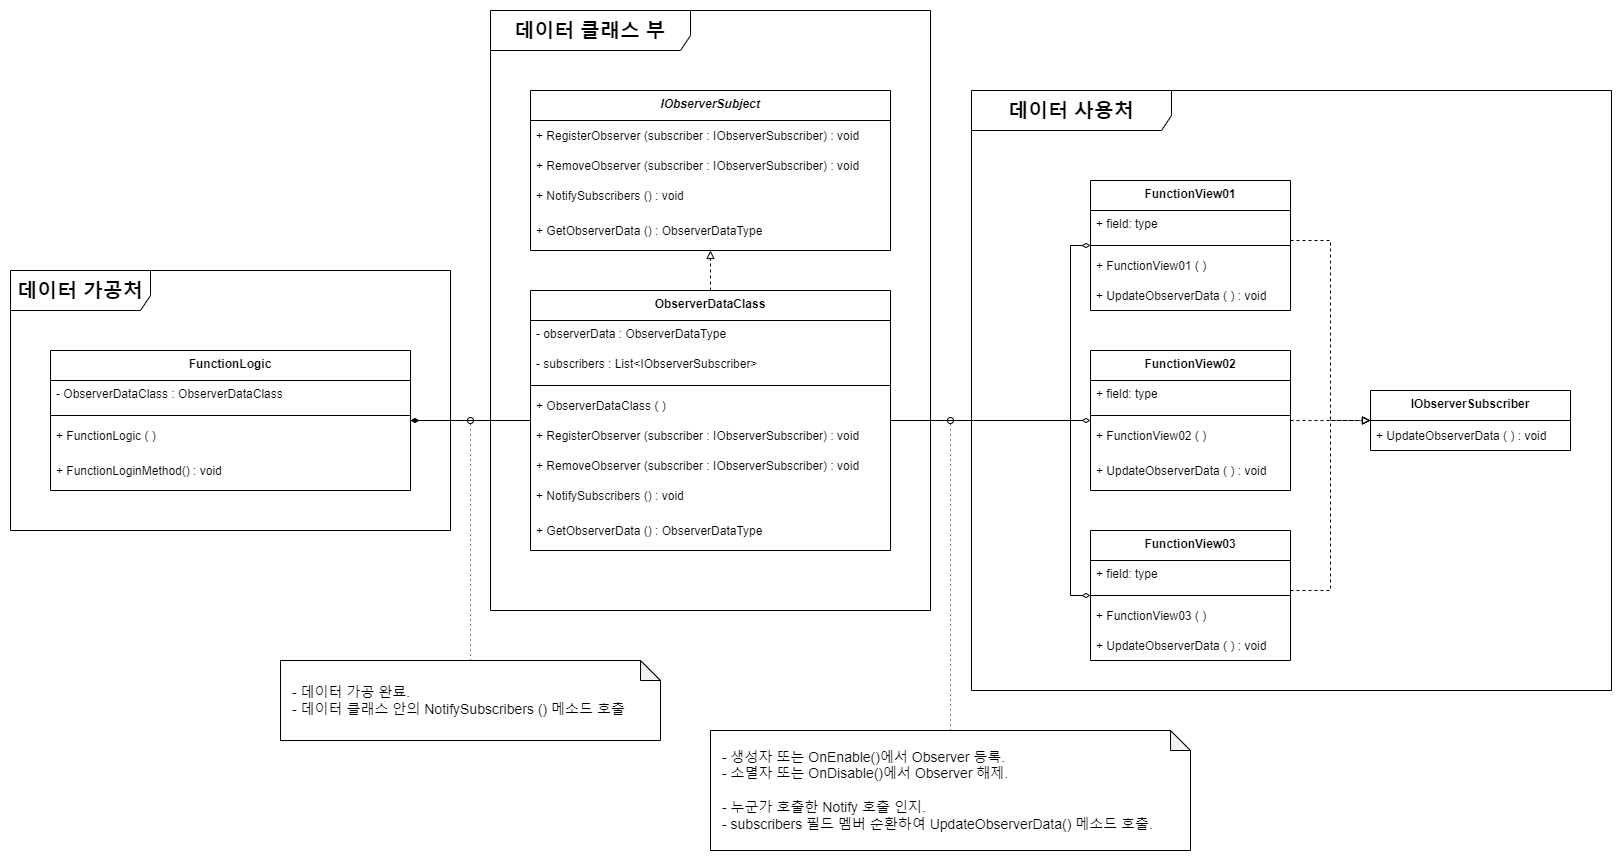 데이터 가공처
FunctionLogic
- ObserverDataClass : ObserverDataClass
+ FunctionLogic ( )
+ FunctionLoginMethod() : void
데이터 클래스 부
IObserverSubject
+ RegisterObserver (subscriber : IObserverSubscriber) : void
+ RemoveObserver (subscriber : IObserverSubscriber) : void
+ NotifySubscribers () : void
+ GetObserverData () : ObserverDataType
ObserverDataClass
- observerData : ObserverDataType
- subscribers : List<IObserverSubscriber>
+ ObserverDataClass ( )
+ RegisterObserver (subscriber : IObserverSubscriber) : void
+ RemoveObserver (subscriber : IObserverSubscriber) : void
+ NotifySubscribers () : void
+ GetObserverData () : ObserverDataType
데이터 사용처
FunctionView01
+ field: type
+ FunctionView01 ( )
+ UpdateObserverData ( ) : void
FunctionView02
+ field: type
+ FunctionView02 ( )
+ UpdateObserverData ( ) : void
FunctionView03
+ field: type
+ FunctionView03 ( )
+ UpdateObserverData ( ) : void
IObserverSubscriber
+ UpdateObserverData ( ) : void
- 데이터 가공 완료.
- 데이터 클래스 안의 NotifySubscribers () 메소드 호출
- 생성자 또는 OnEnable()에서 Observer 등록.
- 소멸자 또는 OnDisable()에서 Observer 해제.
- 누군가 호출한 Notify 호출 인지.
- subscribers 필드 멤버 순환하여 UpdateObserverData() 메소드 호출.